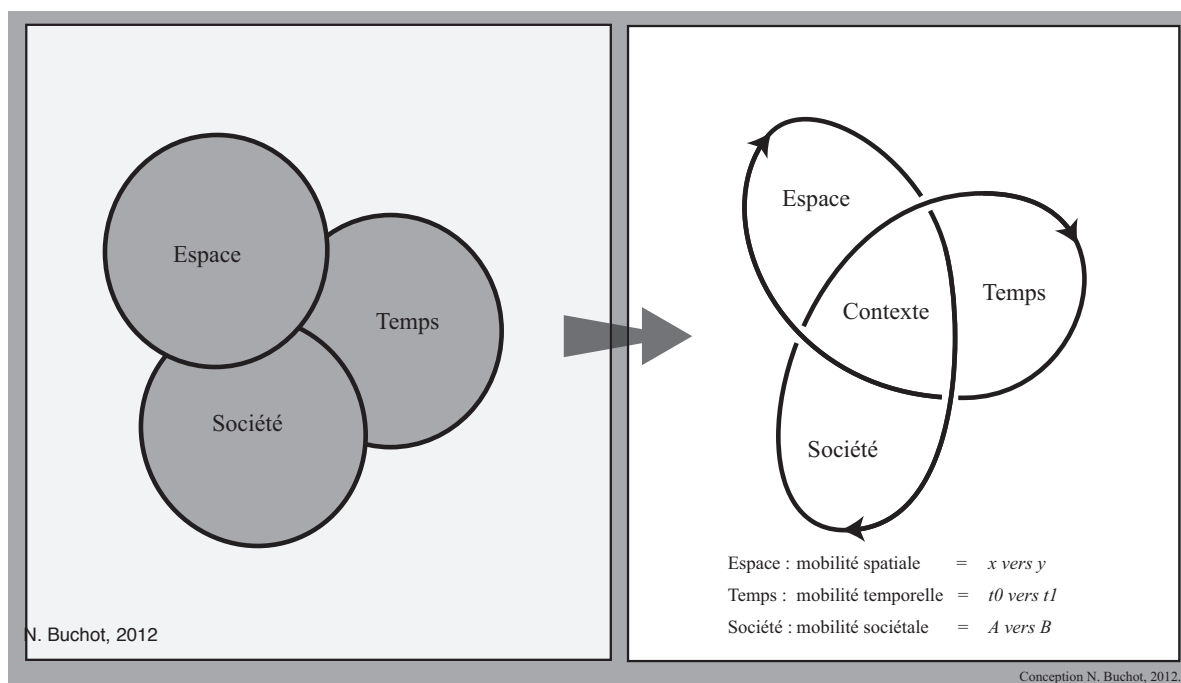 Espace
Temps
Société
N. Buchot, 2012
Espace
Temps
Contexte
Société
Espace : mobilité spatiale = x vers y
Temps : mobilité temporelle = t0 vers t1
Société : mobilité sociétale = A vers B
Conception N. Buchot, 2012.